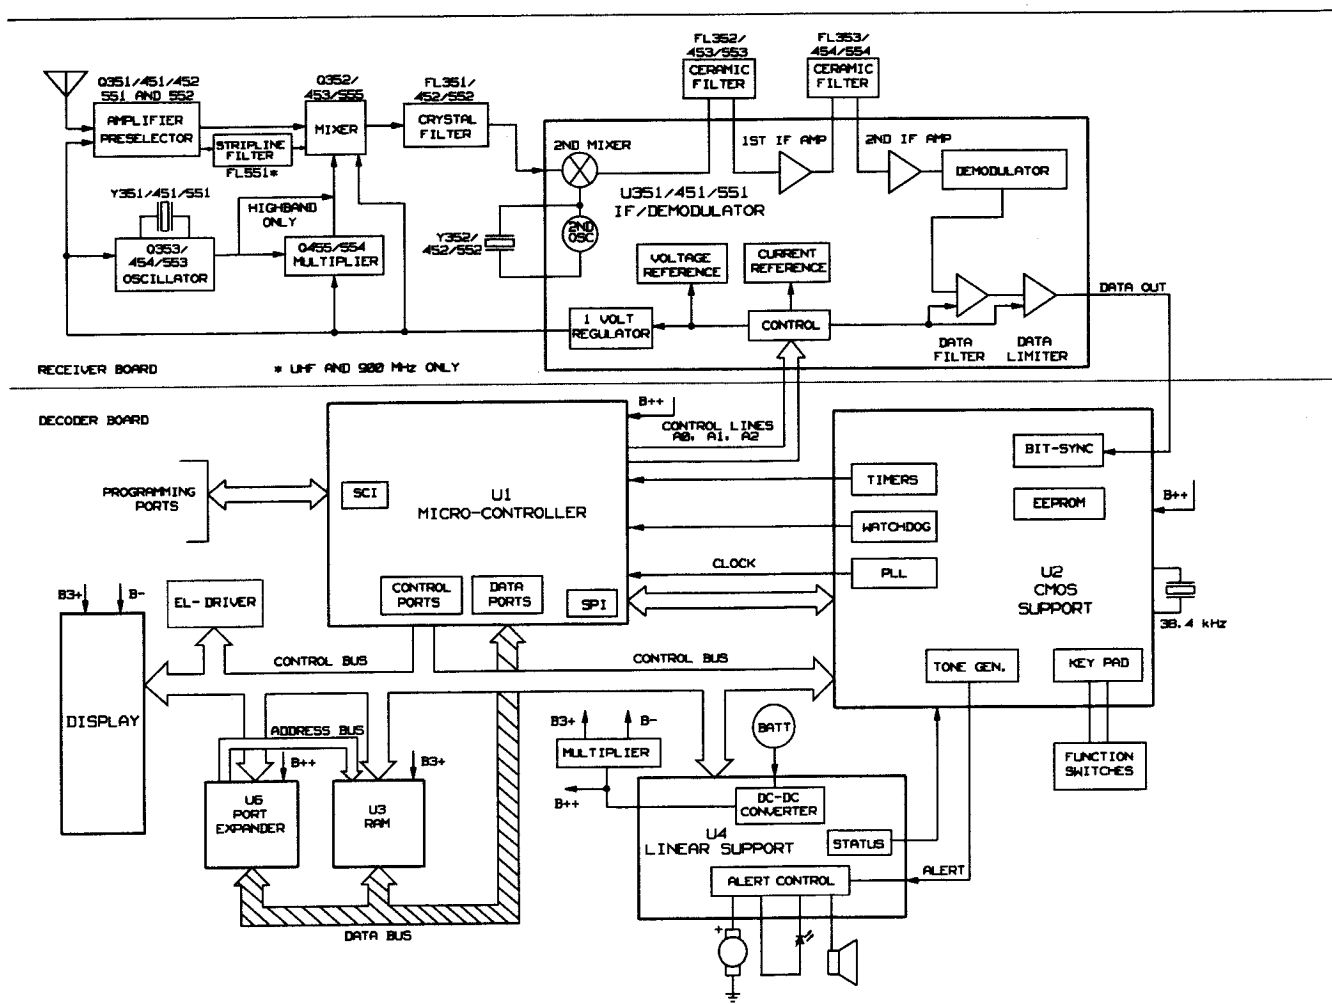 FL352/
453/553
CERAMIC
FILTER
FL353/
454/554
CERAMIC
FILTER
Q351/451/452
551 AND 552
AMPLIFIER
PRESELECTOR
STRIPLINE
FILTER
FL551*
Q352/
453/555
MIXER
FL351/
452/552
CRYSTAL
FILTER
2ND MIXER
1ST IF AMP
2ND IF AMP
DEMODULATOR
U351/451/551
IF/DEMODULATOR
Y351/451/551
HIGHBAND
ONLY
Q353/
454/553
OSCILLATOR
Q455/554
MULTIPLIER
Y352/
452/552
2ND
OSC
VOLTAGE
REFERENCE
CURRENT
REFERENCE
1 VOLT
REGULATOR
CONTROL
DATA
FILTER
DATA
LIMITER
DATA OUT
RECEIVER BOARD
* UHF AND 900 MHz ONLY
DECODER BOARD
B++
CONTROL LINES
A0, A1, A2
PROGRAMMING
PORTS
SCI
U1
MICRO-CONTROLLER
CONTROL
PORTS
DATA
PORTS
SPI
TIMERS
WATCHDOG
CLOCK
PLL
BIT-SYNC
EEPROM
B++
U2
CMOS
SUPPORT
38.4 kHz
TONE GEN.
KEY PAD
FUNCTION
SWITCHES
B3+
B-
EL-DRIVER
DISPLAY
CONTROL BUS
CONTROL BUS
ADDRESS BUS
B++
B3+
U6
PORT
EXPANDER
U3
RAM
DATA BUS
B3+
B-
MULTIPLIER
B++
BATT
DC-DC
CONVERTER
U4
LINEAR SUPPORT
STATUS
ALERT CONTROL
ALERT
+